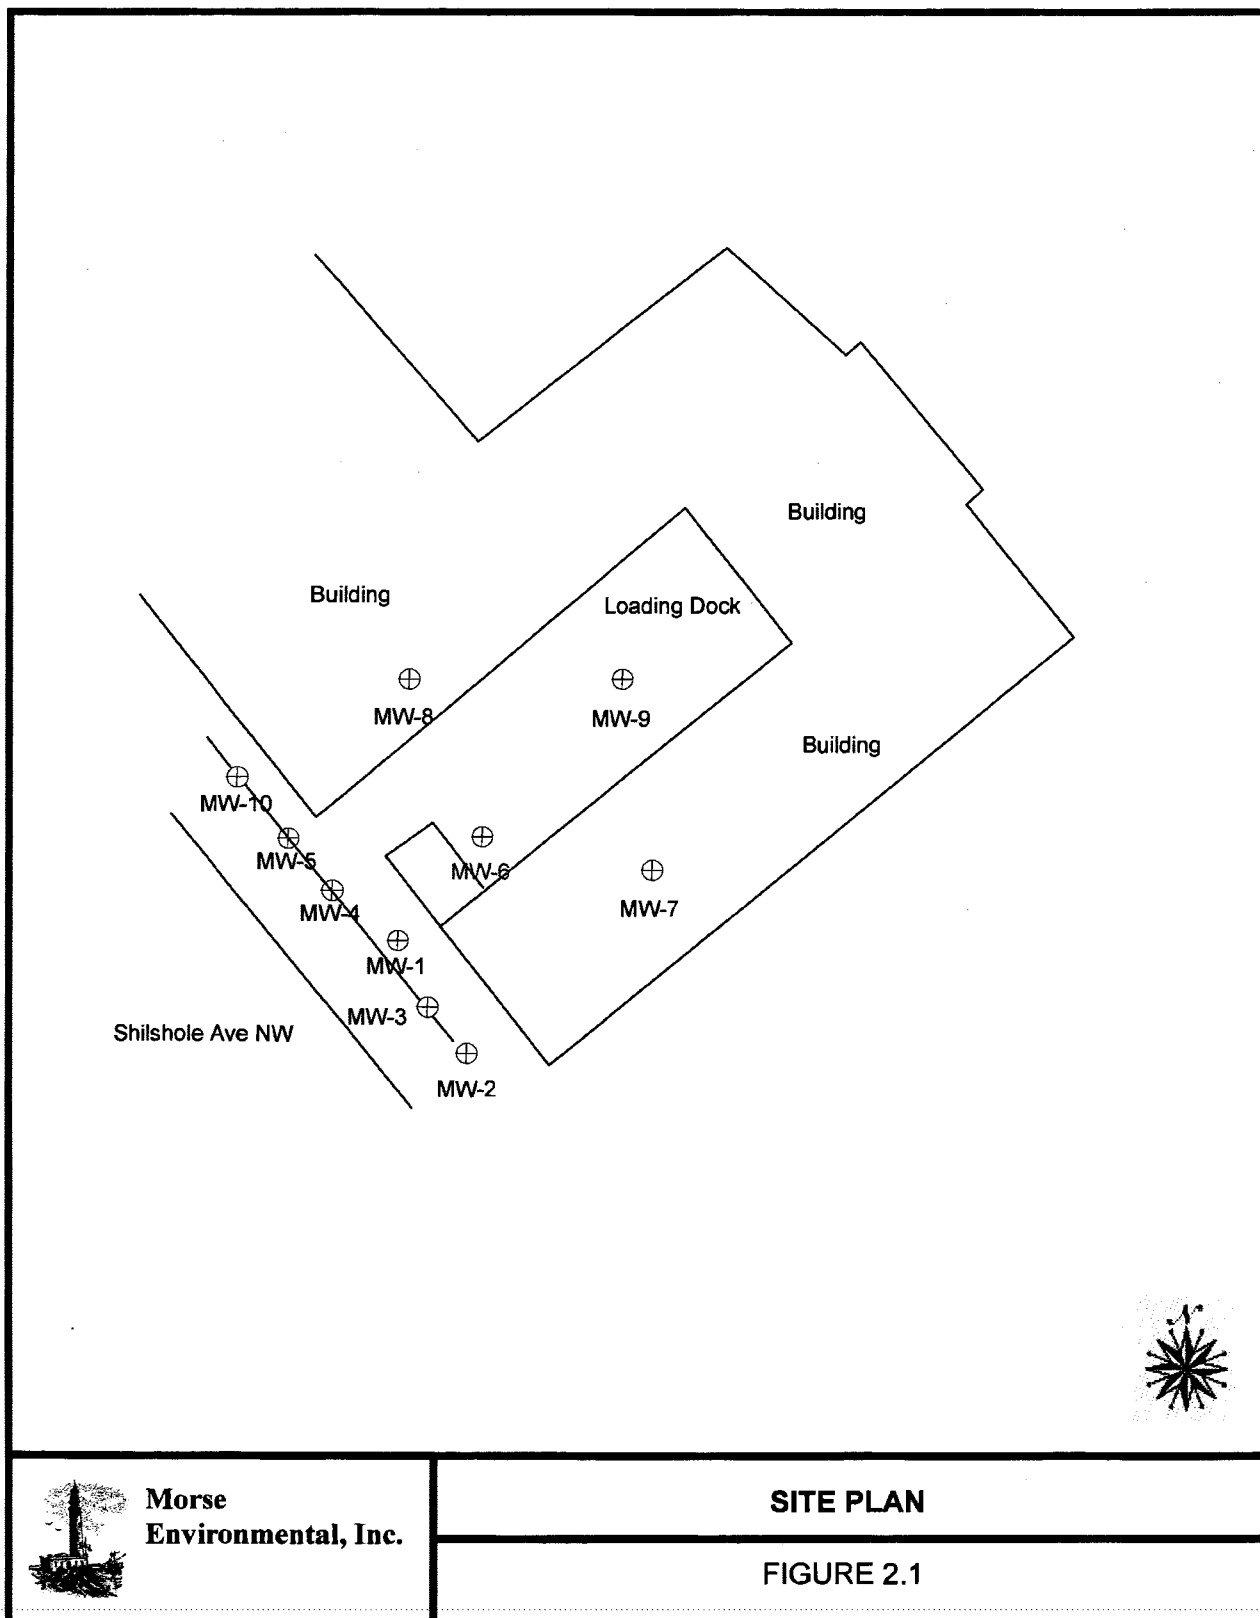 Building
Building
Loading Dock
MW-8
MW-9
Building
MW-10
MW-5
MW-6
MW-4
MW-7
MW-1
MW-3
Shilshole Ave NW
MW-2
N
Morse
Environmental, Inc.
SITE PLAN
FIGURE 2.1